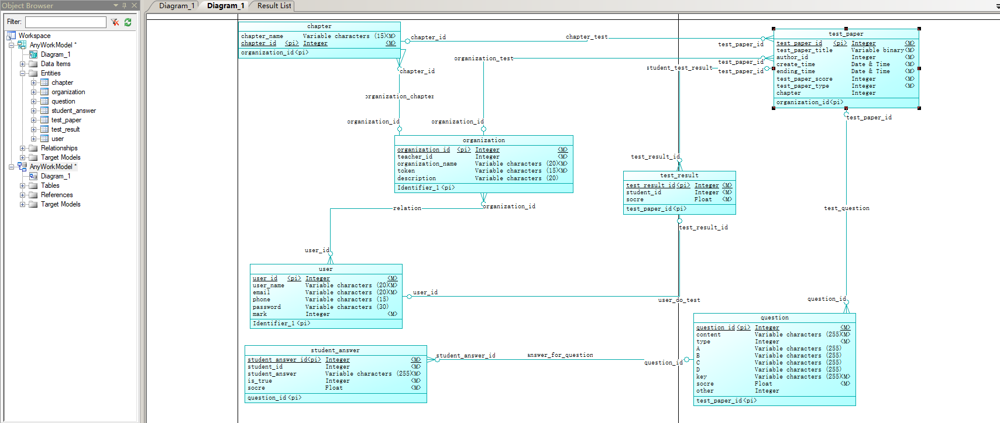 Object Browser
Filter:
Workspace
AnyWorkModel *
Diagram_1
Data Items
Entities
chapter
organization
question
student_answer
test_paper
test_result
user
Relationships
Target Models
AnyWorkModel *
Diagram_1
Tables
References
Target Models
Diagram_1 Diagram_1 Result List
chapter
chapter_name Variable characters (15) <M>
chapter_id <pi> Integer <M>
organization_id <pi>
chapter_id
chapter_test
test_paper_id
organization_test
test_paper_id
student_test_result
test_paper_id
chapter_id
organization_chapter
organization_id
organization_id
test_paper
test_paper_id <pi> Integer <M>
test_paper_title Variable binary <M>
author_id Integer <M>
create_time Date & Time <M>
ending_time Date & Time <M>
test_paper_score Integer <M>
test_paper_type Integer <M>
chapter Integer
organization_id <pi>
test_paper_id
organization
organization_id <pi> Integer <M>
teacher_id Integer <M>
organization_name Variable characters (20) <M>
token Variable characters (15) <M>
description Variable characters (20)
Identifier_1 <pi>
organization_id
relation
user_id
test_result_id
test_result
test_result_id <pi> Integer <M>
student_id Integer <M>
socre Float <M>
test_paper_id <pi>
test_result_id
test_question
user
user_id <pi> Integer <M>
user_name Variable characters (20) <M>
email Variable characters (20) <M>
phone Variable characters (15)
password Variable characters (30)
mark Integer <M>
Identifier_1 <pi>
user_id
user_do_test
question_id
question
question_id <pi> Integer <M>
content Variable characters (255) <M>
type Integer <M>
A Variable characters (255)
B Variable characters (255)
C Variable characters (255)
D Variable characters (255)
key Variable characters (255) <M>
socre Float <M>
other Integer
test_paper_id <pi>
student_answer
student_answer_id <pi> Integer <M>
student_id Integer <M>
student_answer Variable characters (255) <M>
is_true Integer <M>
socre Float <M>
question_id <pi>
student_answer_id
answer_for_question
question_id